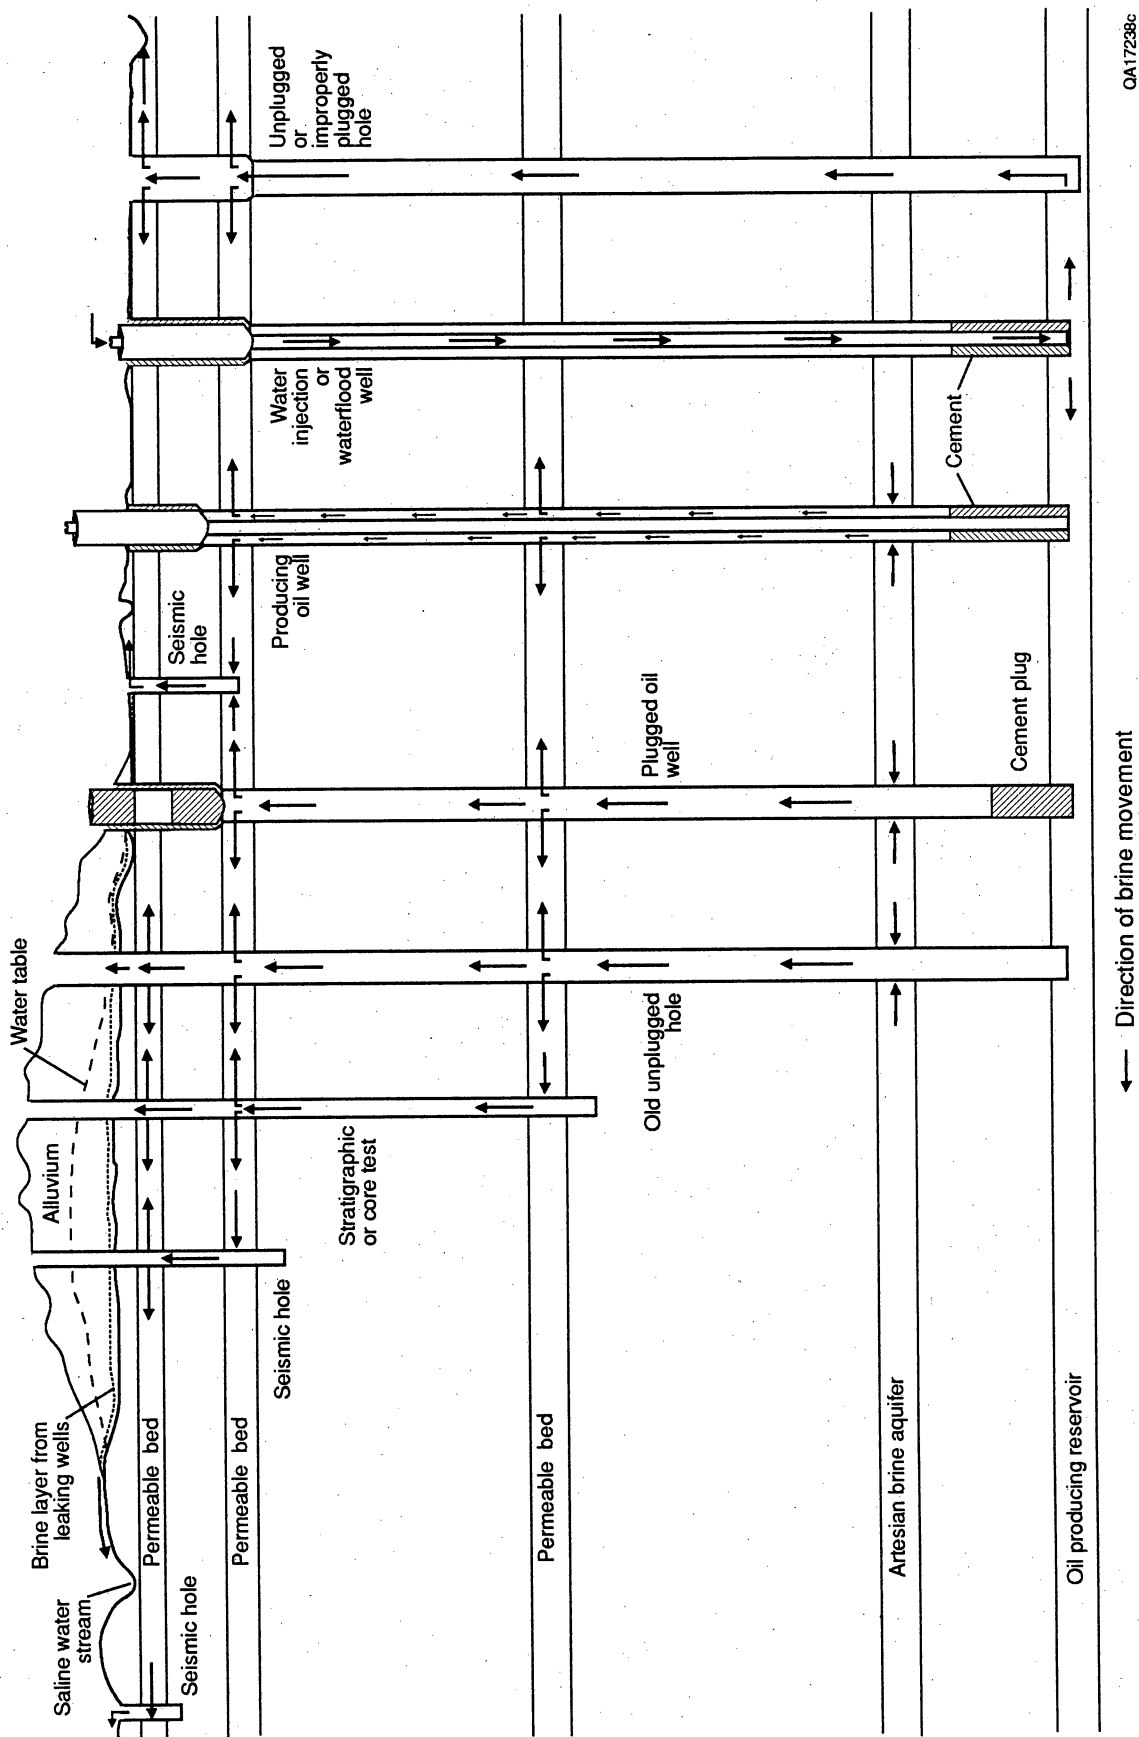 Saline water
stream
Brine layer from
leaking wells
Alluvium
Water table
Seismic hole
Permeable bed
Permeable bed
Seismic hole
Stratigraphic
or core test
Permeable bed
Old unplugged
hole
Plugged oil
well
Cement plug
Seismic
hole
Producing
oil well
Water
injection
or
waterflood
well
Cement
Unplugged
or
improperly
plugged
hole
Artesian brine aquifer
Oil producing reservoir
Direction of brine movement
QA17238c